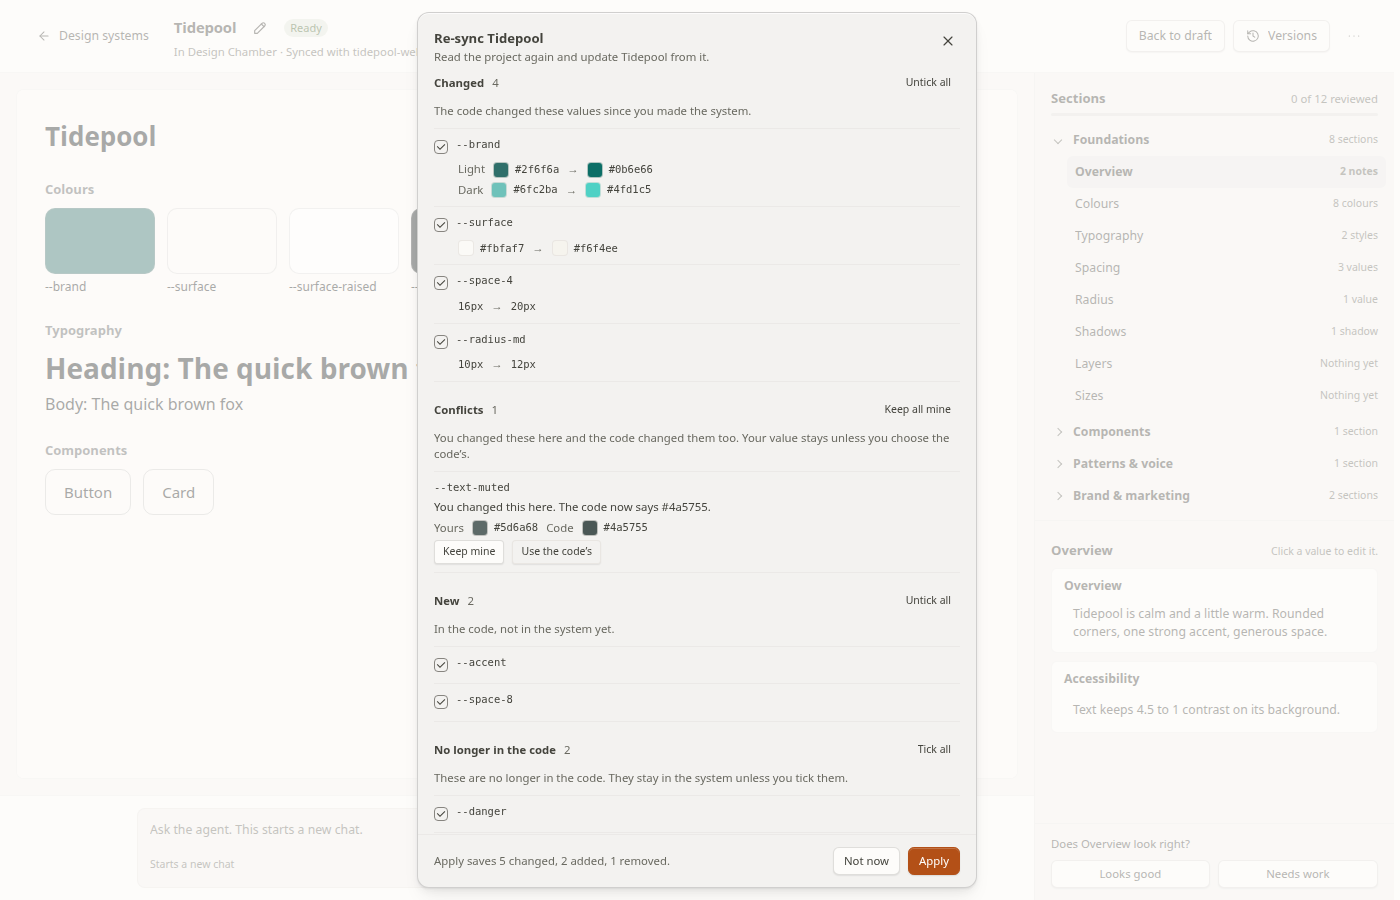 Design systems
Tidepool
Ready
In Design Chamber · Synced with tidepool-we
Back to draft
Versions
Tidepool
Colours
--brand
--surface
--surface-raised
Typography
Heading: The quick brown
Body: The quick brown fox
Components
Button
Card
Ask the agent. This starts a new chat.
Starts a new chat
Re-sync Tidepool
Read the project again and update Tidepool from it.
Changed 4
Untick all
The code changed these values since you made the system.
--brand
Light #2f6f6a → #0b6e66
Dark #6fc2ba → #4fd1c5
--surface
#fbfaf7 → #f6f4ee
--space-4
16px → 20px
--radius-md
10px → 12px
Conflicts 1
Keep all mine
You changed these here and the code changed them too. Your value stays unless you choose the
code's.
--text-muted
You changed this here. The code now says #4a5755.
Yours #5d6a68 Code #4a5755
Keep mine
Use the code's
New 2
Untick all
In the code, not in the system yet.
--accent
--space-8
No longer in the code 2
Tick all
These are no longer in the code. They stay in the system unless you tick them.
--danger
Apply saves 5 changed, 2 added, 1 removed.
Not now
Apply
Sections
0 of 12 reviewed
Foundations 8 sections
Overview 2 notes
Colours 8 colours
Typography 2 styles
Spacing 3 values
Radius 1 value
Shadows 1 shadow
Layers Nothing yet
Sizes Nothing yet
Components 1 section
Patterns & voice 1 section
Brand & marketing 2 sections
Overview
Click a value to edit it.
Overview
Tidepool is calm and a little warm. Rounded
corners, one strong accent, generous space.
Accessibility
Text keeps 4.5 to 1 contrast on its background.
Does Overview look right?
Looks good
Needs work